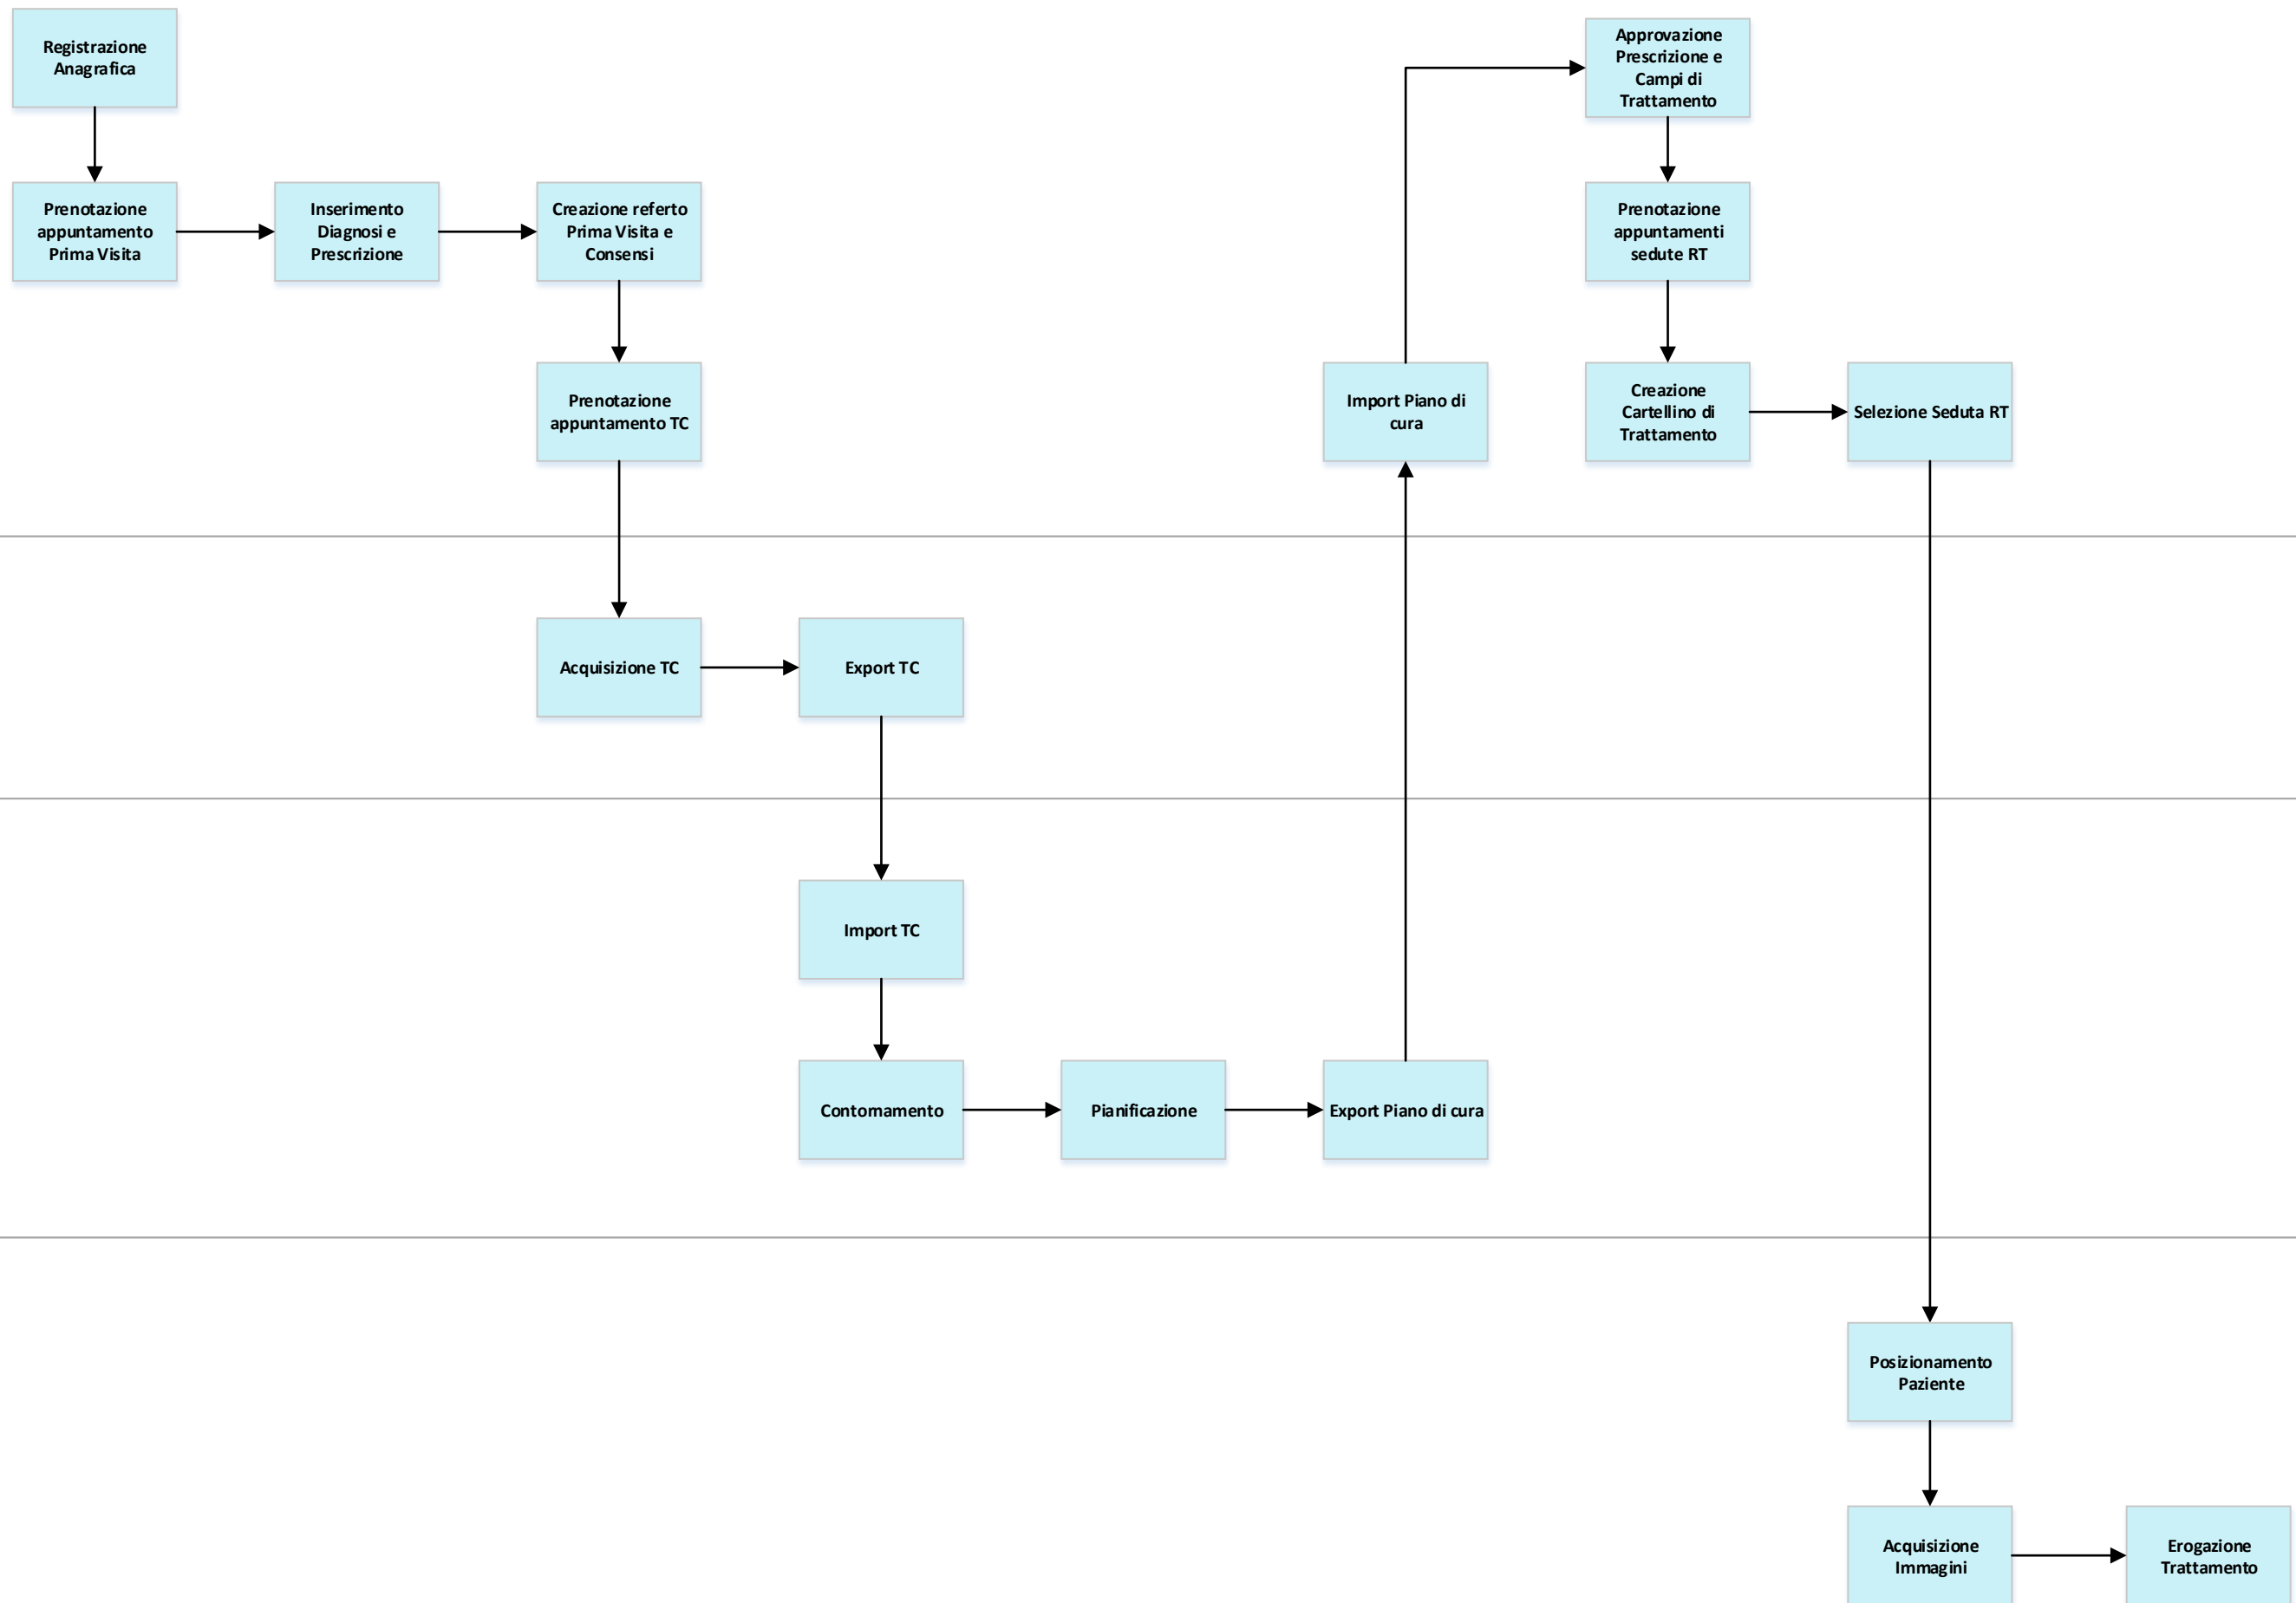 Registrazione
Anagrafica
Prenotazione
appuntamento
Prima Visita
Inserimento
Diagnosi e
Prescrizione
Creazione referto
Prima Visita e
Consensi
Prenotazione
appuntamento TC
Acquisizione TC
Export TC
Import TC
Contornamento
Pianificazione
Export Piano di cura
Import Piano di
cura
Approvazione
Prescrizione e
Campi di
Trattamento
Prenotazione
appuntamenti
sedute RT
Creazione
Cartellino di
Trattamento
Selezione Seduta RT
Posizionamento
Paziente
Acquisizione
Immagini
Erogazione
Trattamento